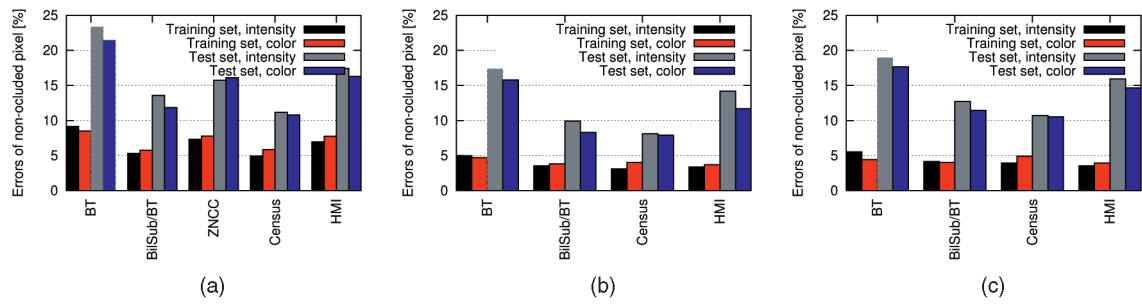 Errors of non-ocluded pixel [%]
25
20
15
10
5
0
Training set, intensity
Training set, color
Test set, intensity
Test set, color
BT
BilSub/BT
ZNCC
Census
HMI
(a)
Errors of non-ocluded pixel [%]
25
20
15
10
5
0
Training set, intensity
Training set, color
Test set, intensity
Test set, color
BT
BilSub/BT
Census
HMI
(b)
Errors of non-ocluded pixel [%]
25
20
15
10
5
0
Training set, intensity
Training set, color
Test set, intensity
Test set, color
BT
BilSub/BT
Census
HMI
(c)